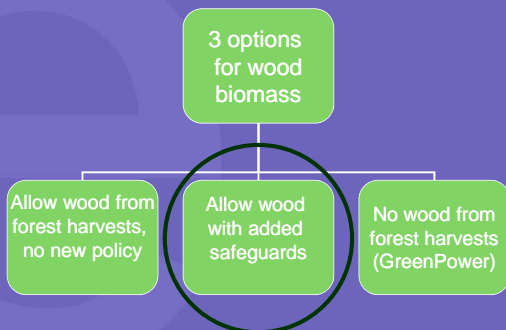 3 options
for wood
biomass
Allow wood from
forest harvests,
no new policy
Allow wood
with added
safeguards
No wood from
forest harvests
(GreenPower)